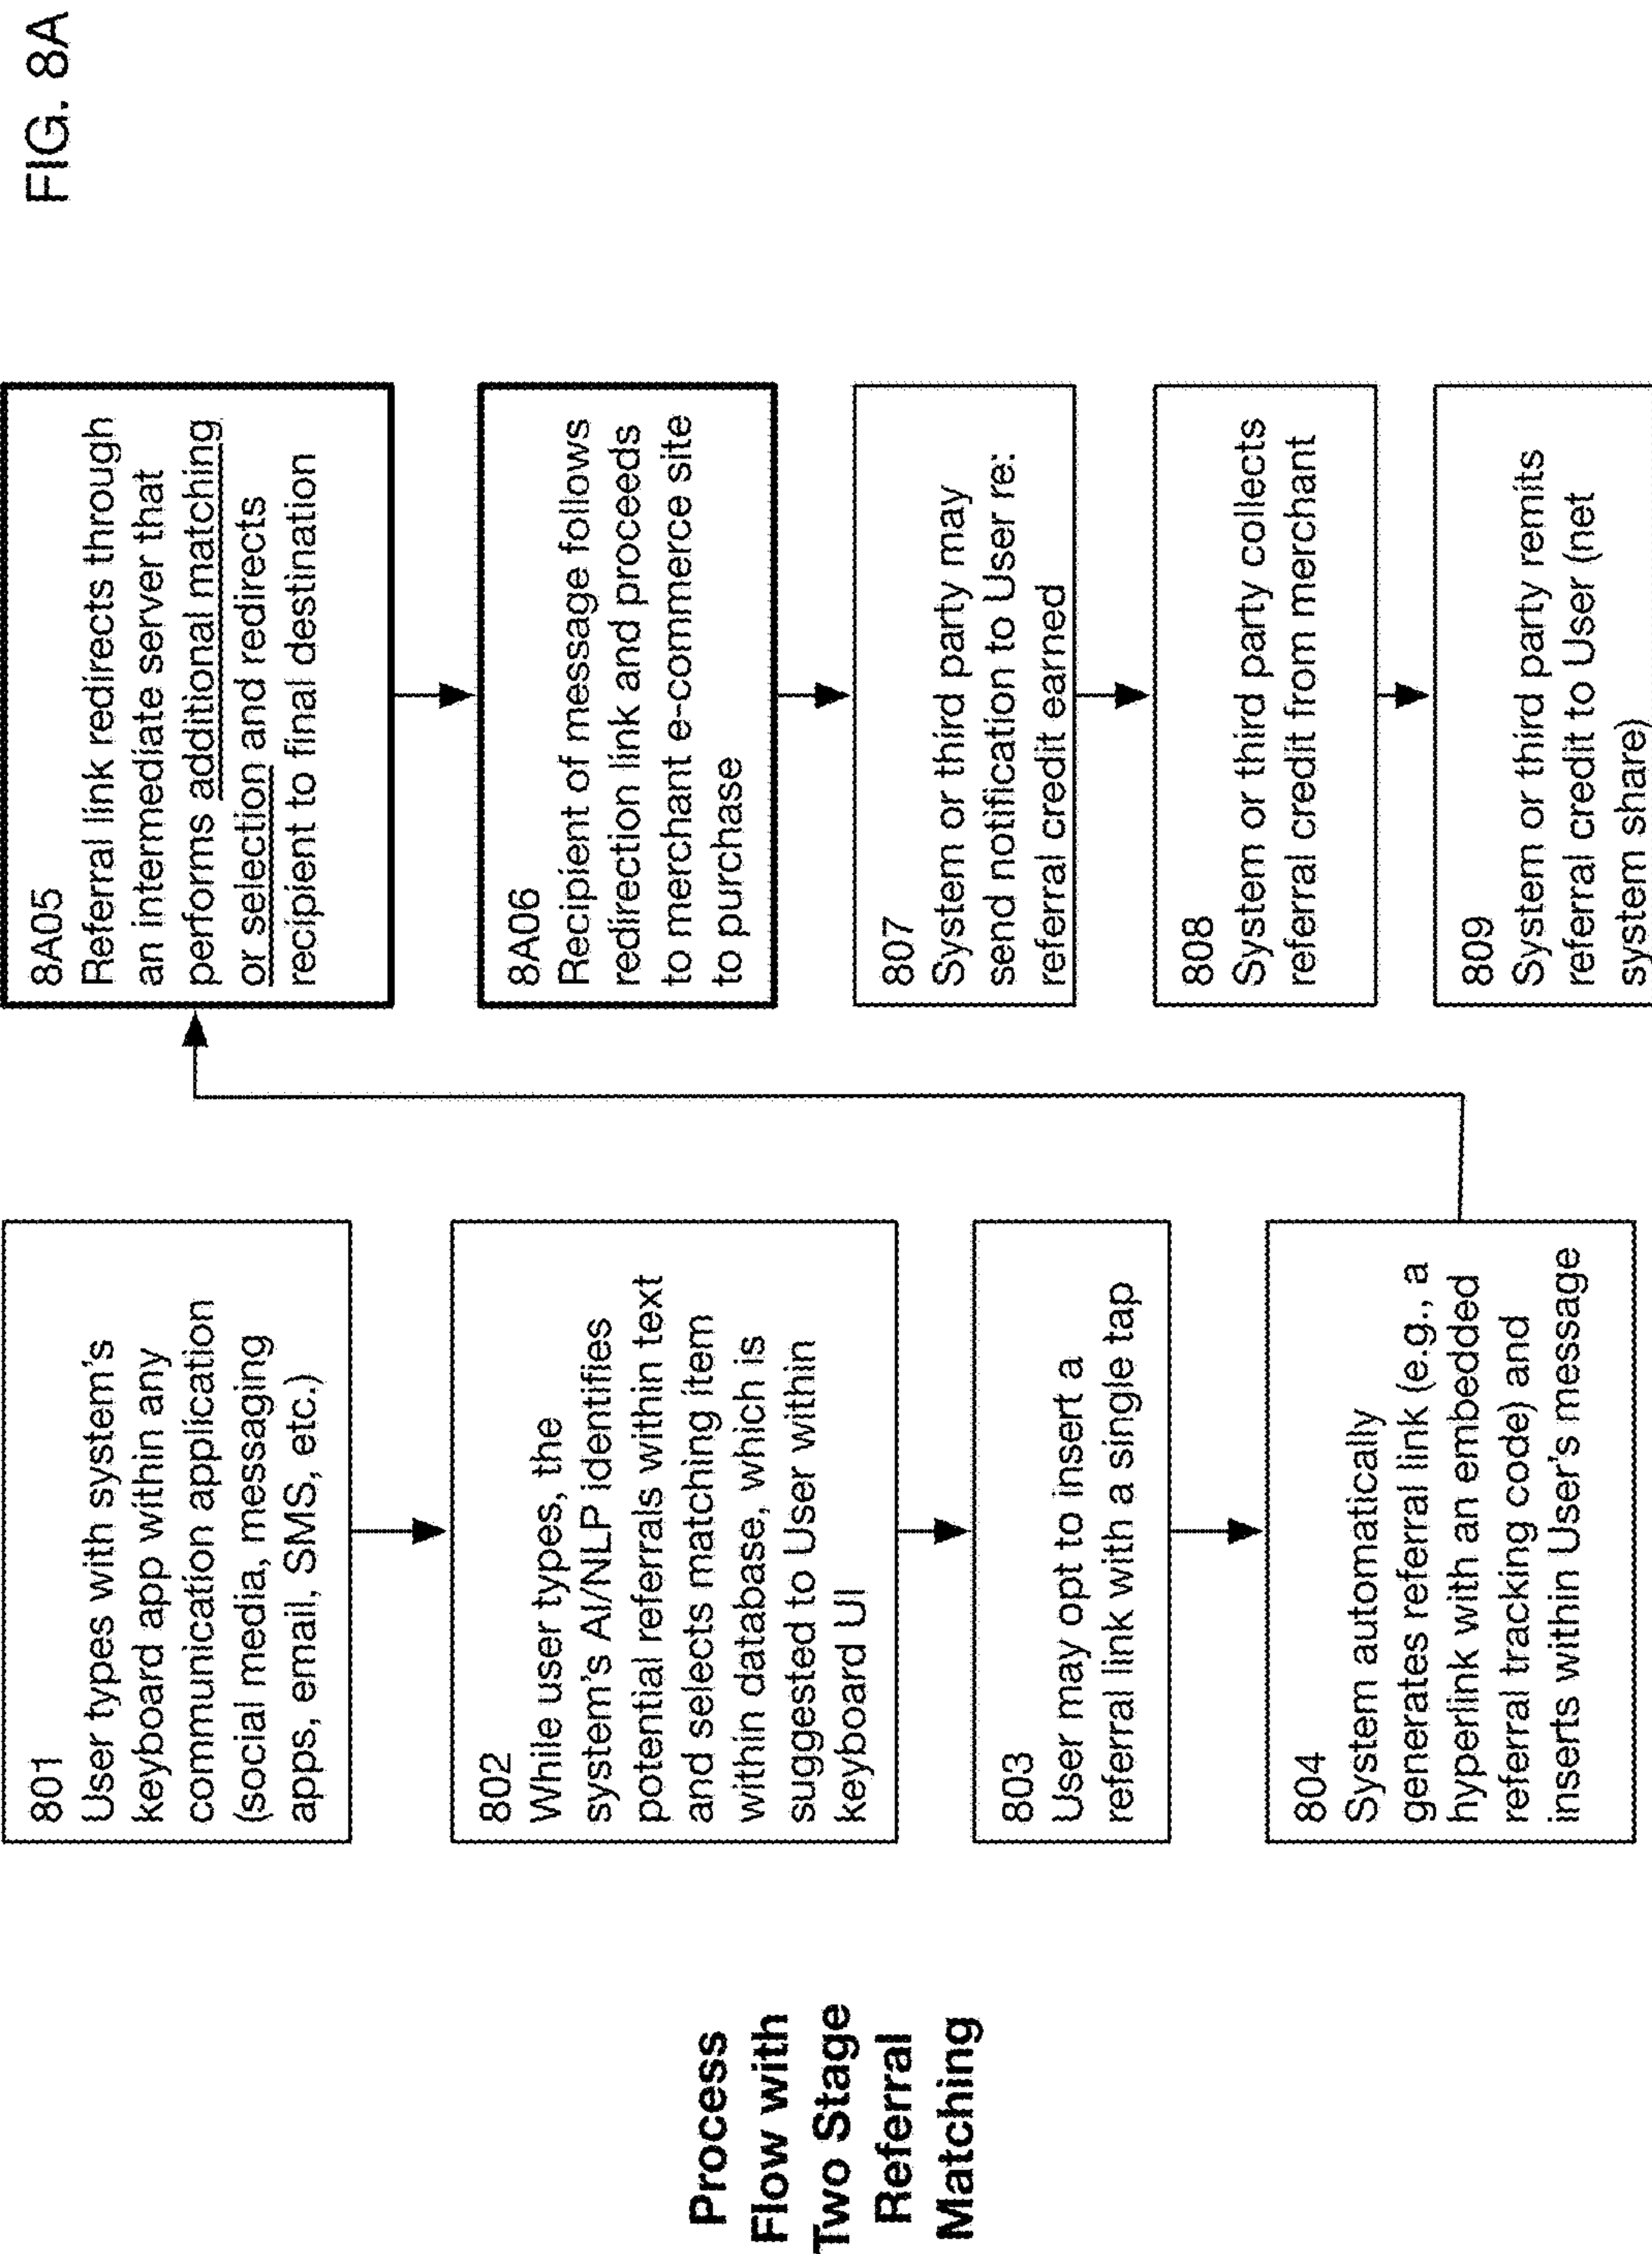 FIG. 8A
Process
Flow with
Two Stage
Referral
Matching
801
User types with system's
keyboard app within any
communication application
(social media, messaging
apps, email, SMS, etc.)
802
While user types, the
system's AI/NLP identifies
potential referrals within text
and selects matching item
within database, which is
suggested to User within
keyboard UI
803
User may opt to insert a
referral link with a single tap
804
System automatically
generates referral link (e.g., a
hyperlink with an embedded
referral tracking code) and
inserts within User's message
8A05
Referral link redirects through
an intermediate server that
performs additional matching
or selection and redirects
recipient to final destination
8A06
Recipient of message follows
redirection link and proceeds
to merchant e-commerce site
to purchase
807
System or third party may
send notification to User re:
referral credit earned
808
System or third party collects
referral credit from merchant
809
System or third party remits
referral credit to User (net
system share)